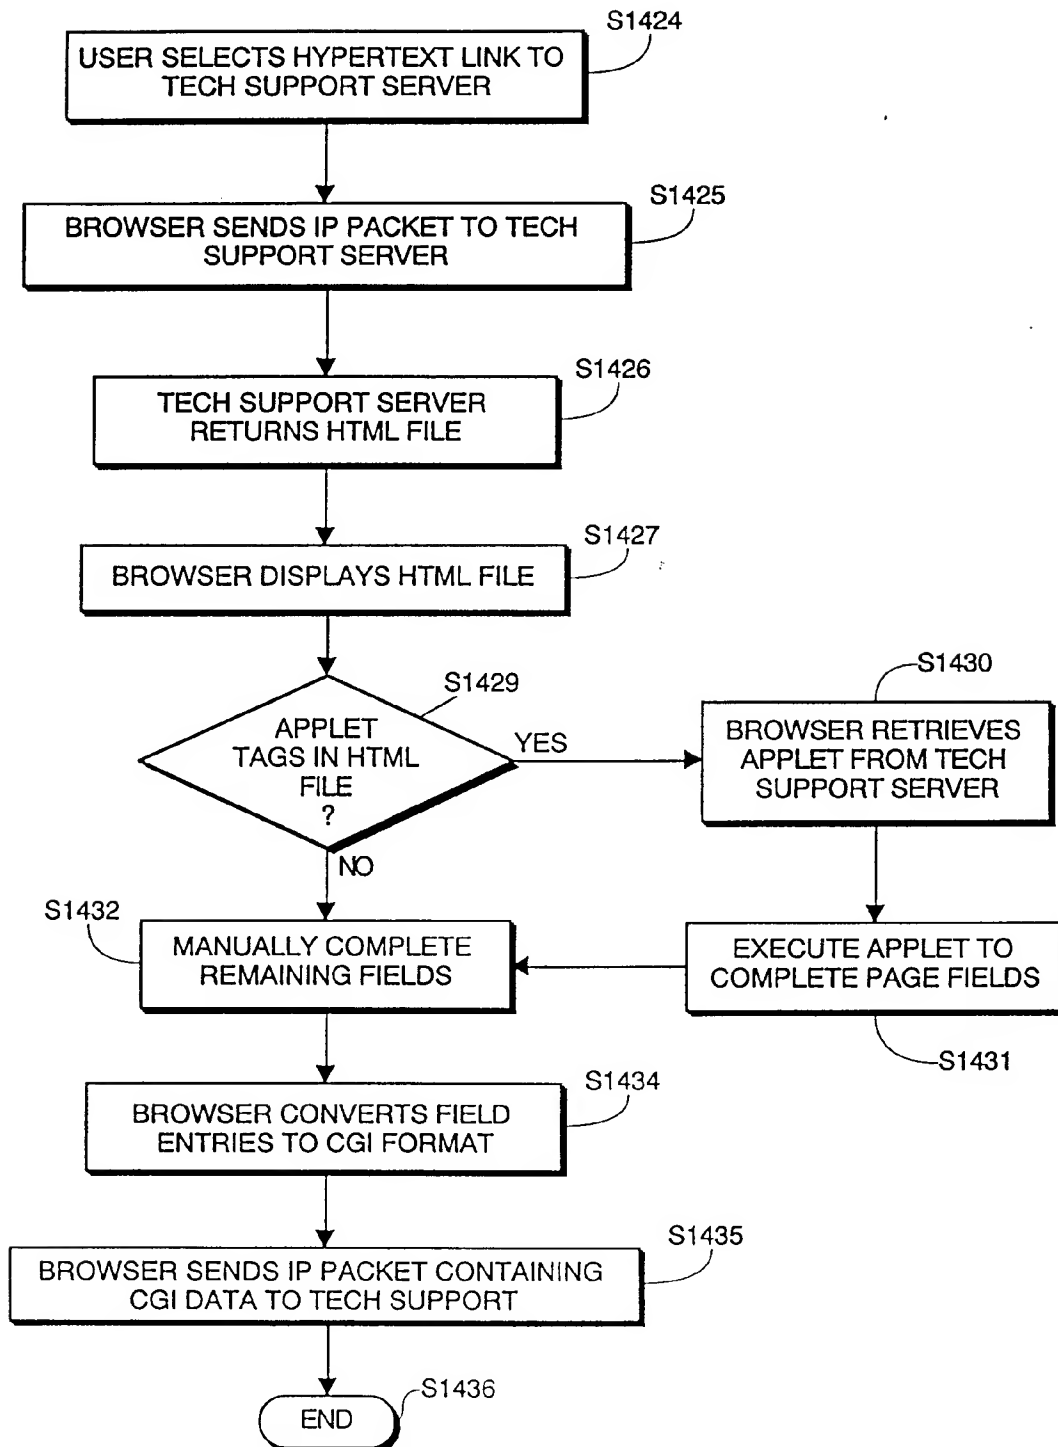 S1424
USER SELECTS HYPERTEXT LINK TO
TECH SUPPORT SERVER
S1425
BROWSER SENDS IP PACKET TO TECH
SUPPORT SERVER
S1426
TECH SUPPORT SERVER
RETURNS HTML FILE
S1427
BROWSER DISPLAYS HTML FILE
S1429
APPLET
TAGS IN HTML
FILE
?
YES
NO
S1430
BROWSER RETRIEVES
APPLET FROM TECH
SUPPORT SERVER
S1432
MANUALLY COMPLETE
REMAINING FIELDS
EXECUTE APPLET TO
COMPLETE PAGE FIELDS
S1431
S1434
BROWSER CONVERTS FIELD
ENTRIES TO CGI FORMAT
S1435
BROWSER SENDS IP PACKET CONTAINING
CGI DATA TO TECH SUPPORT
S1436
END